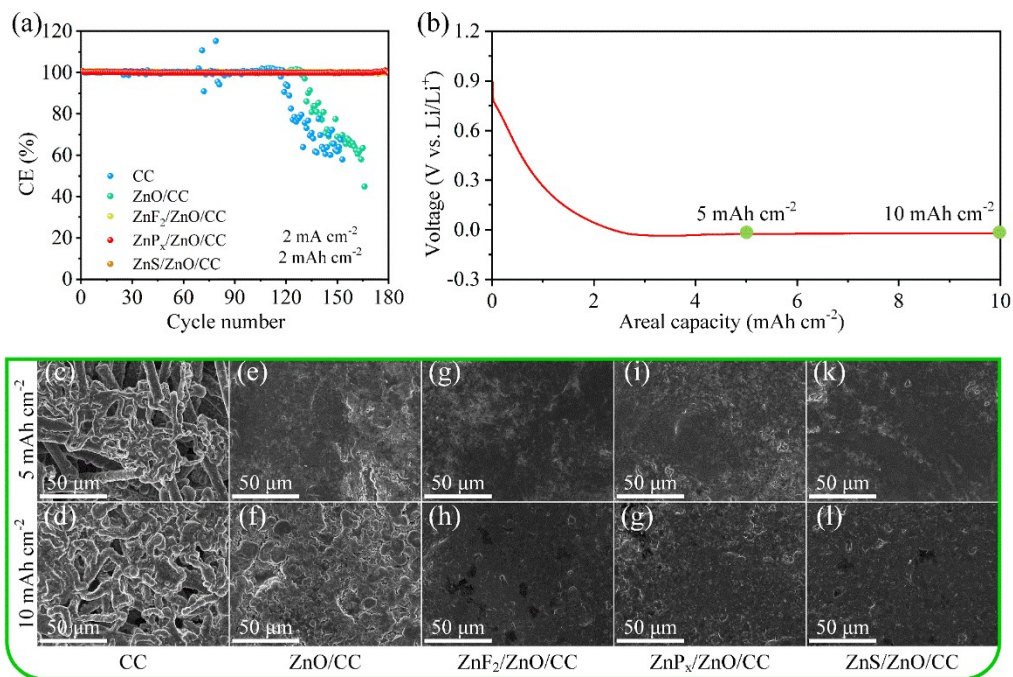 (a)
120
100
80
60
40
20
0
CE (%)
CC
ZnO/CC
ZnF₂/ZnO/CC
ZnPₓ/ZnO/CC
ZnS/ZnO/CC
2 mA cm⁻²
2 mAh cm⁻²
0 30 60 90 120 150 180
Cycle number
(b)
1.2
0.9
0.6
0.3
0.0
-0.3
Voltage (V vs. Li/Li⁺)
5 mAh cm⁻²
10 mAh cm⁻²
0 2 4 6 8 10
Areal capacity (mAh cm⁻²)
5 mAh cm⁻²
(c) (e) (g) (i) (k)
50 μm 50 μm 50 μm 50 μm 50 μm
10 mAh cm⁻²
(d) (f) (h) (g) (l)
50 μm 50 μm 50 μm 50 μm 50 μm
CC ZnO/CC ZnF₂/ZnO/CC ZnPₓ/ZnO/CC ZnS/ZnO/CC